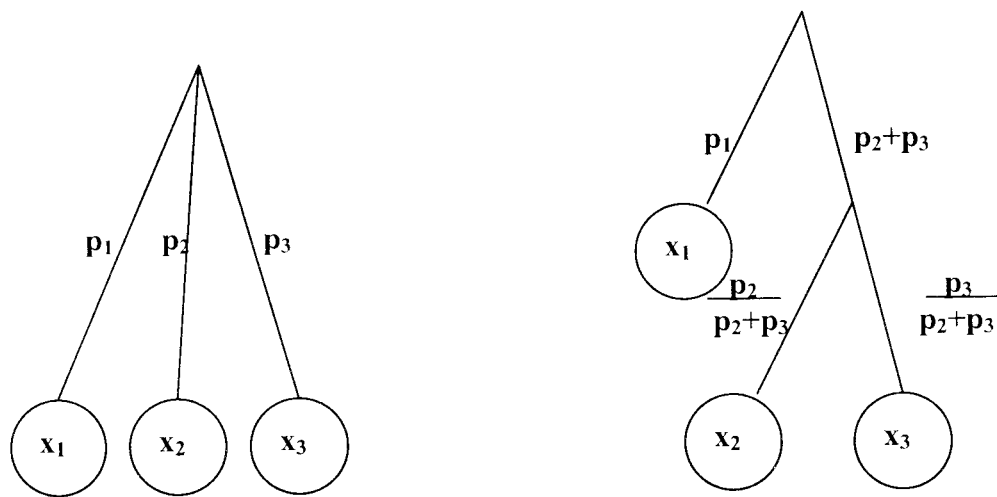 p₁ p₂ p₃
x₁ x₂ x₃
p₁ p₂+p₃
x₁
p₂ p₃
p₂+p₃ p₂+p₃
x₂ x₃